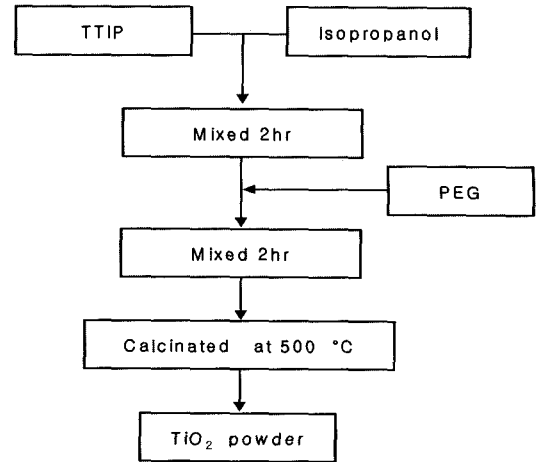 TTIP
Isopropanol
Mixed 2hr
PEG
Mixed 2hr
Calcinated at 500 °C
TiO₂ powder